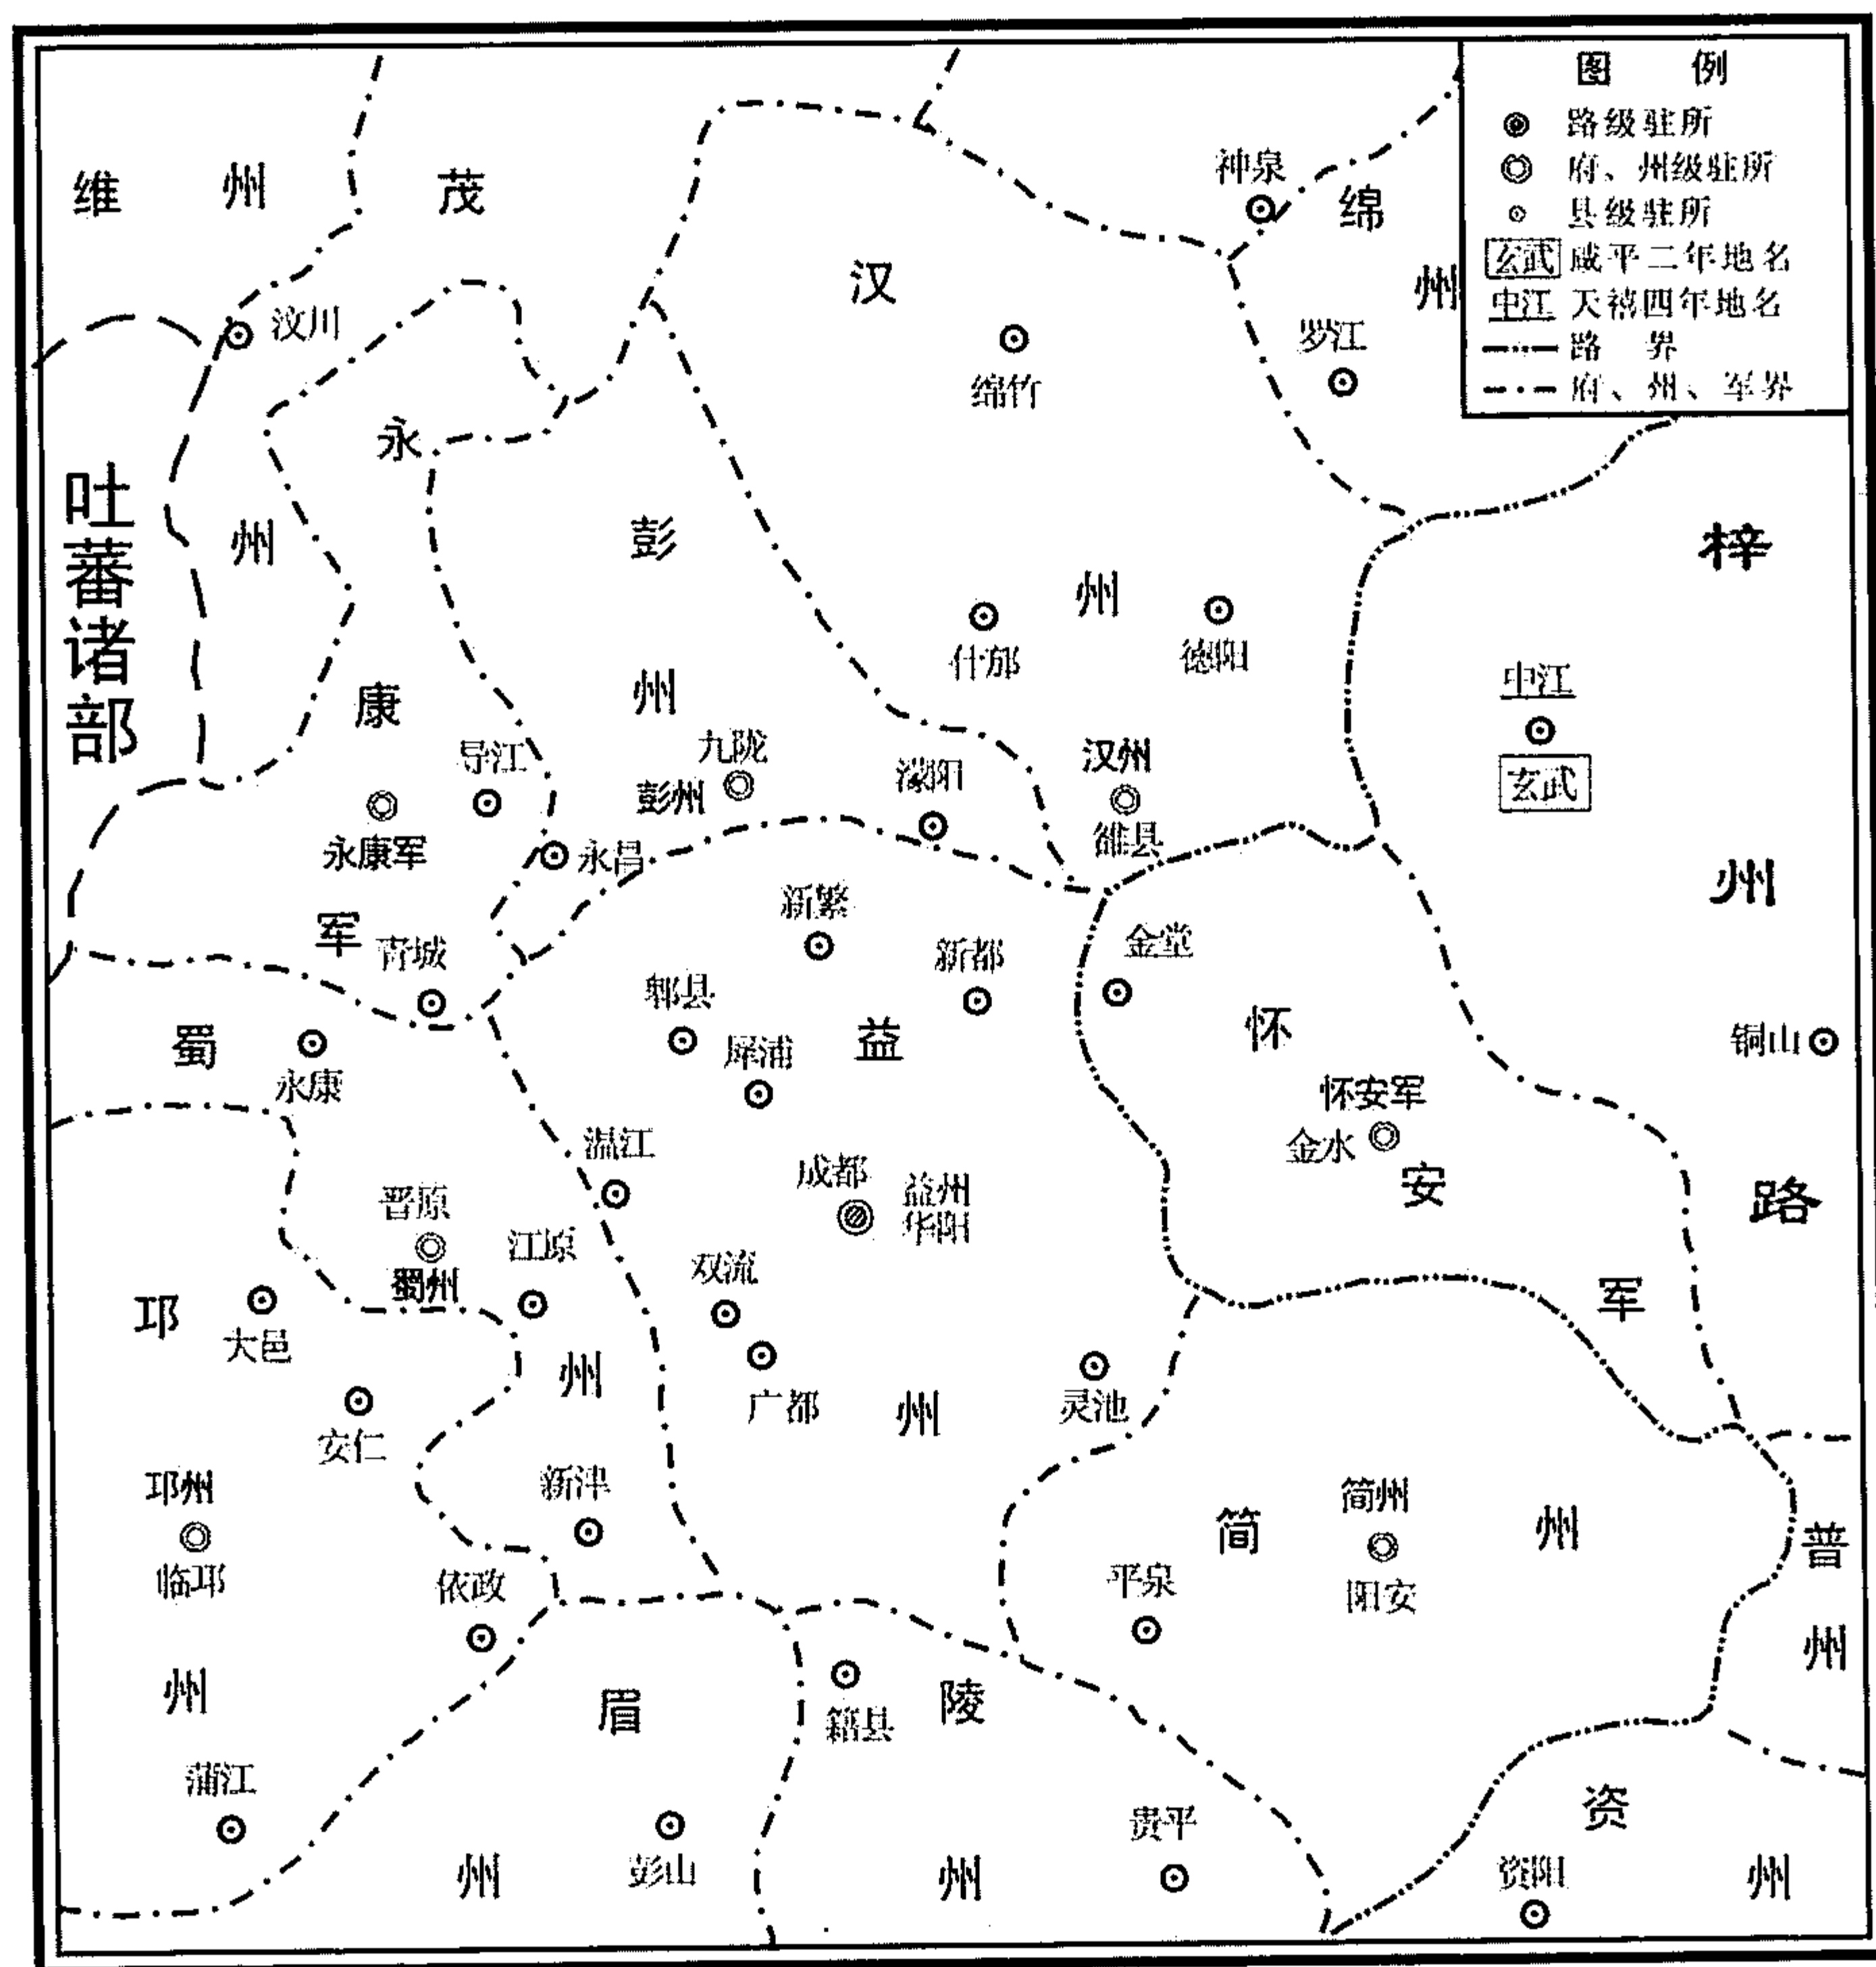 图 例
路级驻所
府、州级驻所
县级驻所
玄武 咸平二年地名
中江 天禧四年地名
路 界
府、州、军界
维 州
茂 州
汶川
吐蕃诸部
永 康 军
导江
永康军
青城
彭 州
九陇
彭州
濛阳
永昌
汉 州
绵竹
什邡
德阳
汉州
雒县
神泉
绵 州
罗江
梓 州 路
中江
玄武
铜山
蜀 州
永康
晋原
蜀州
江原
新津
益 州
新繁
新都
郫县
犀浦
温江
成都
益州
华阳
双流
广都
灵池
怀 安 军
金堂
怀安军
金水
邛 州
大邑
安仁
邛州
临邛
依政
蒲江
眉 州
彭山
陵 州
籍县
贵平
简 州
简州
阳安
平泉
普 州
资 州
资阳